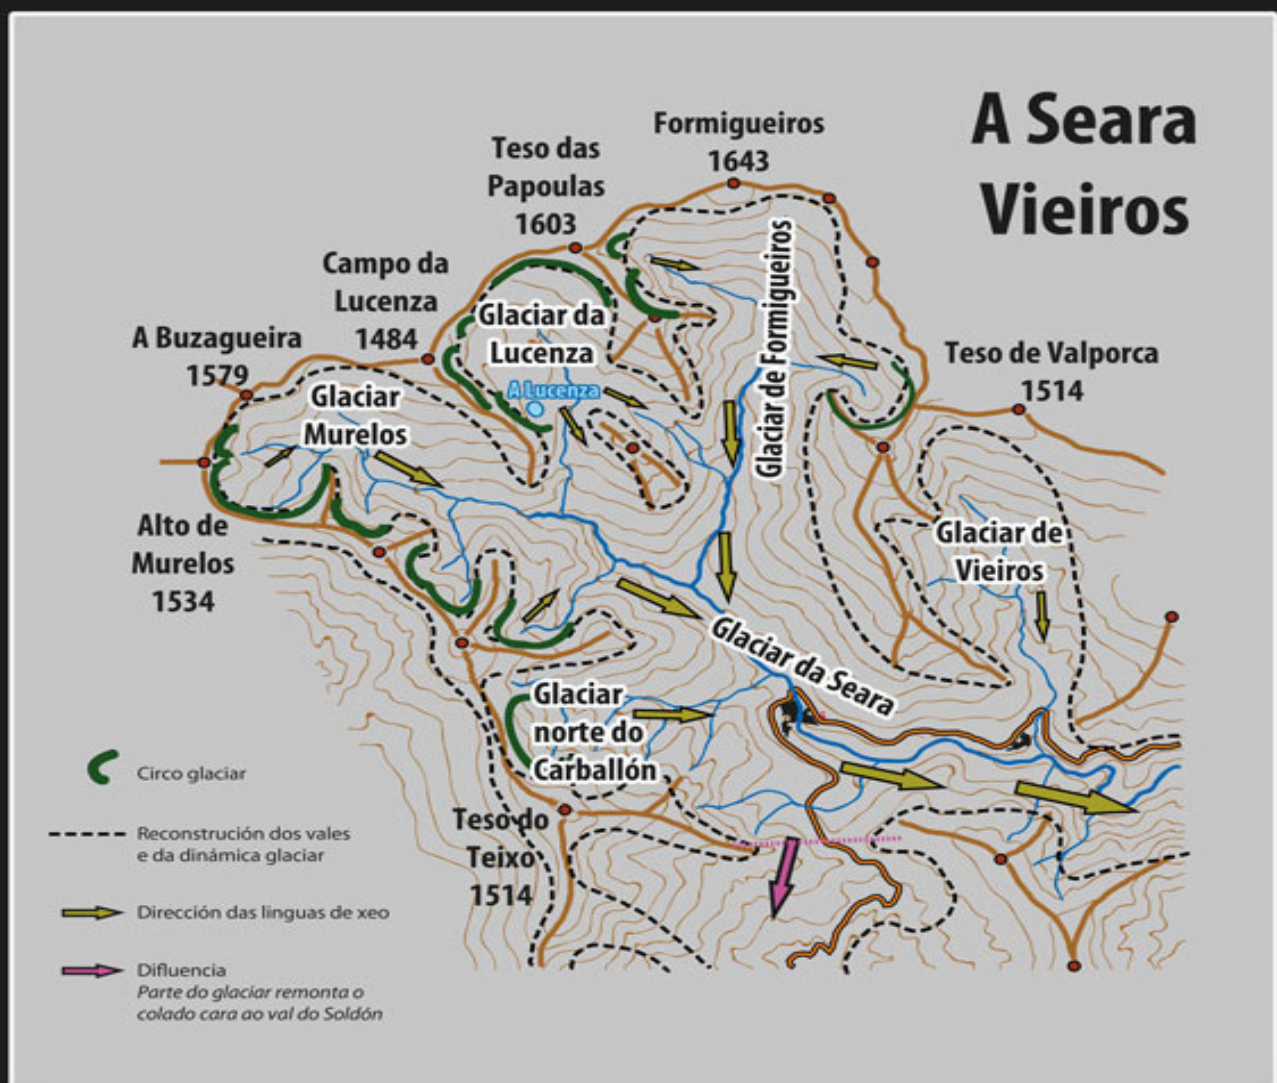 A Seara
Vieiros
Formigueiros
1643
Teso das
Papoulas
1603
Campo da
Lucenza
1484
A Buzagueira
1579
Glaciar da
Lucenza
A Lucenza
Glaciar de Formigueiros
Teso de Valporca
1514
Glaciar
Murelos
Alto de
Murelos
1534
Glaciar de
Vieiros
Glaciar da Seara
Glaciar
norte do
Carballón
Teso do
Teixo
1514
Circo glaciar
Reconstrución dos vales
e da dinámica glaciar
Dirección das linguas de xeo
Difluencia
Parte do glaciar remonta o
colado cara ao val do Soldón